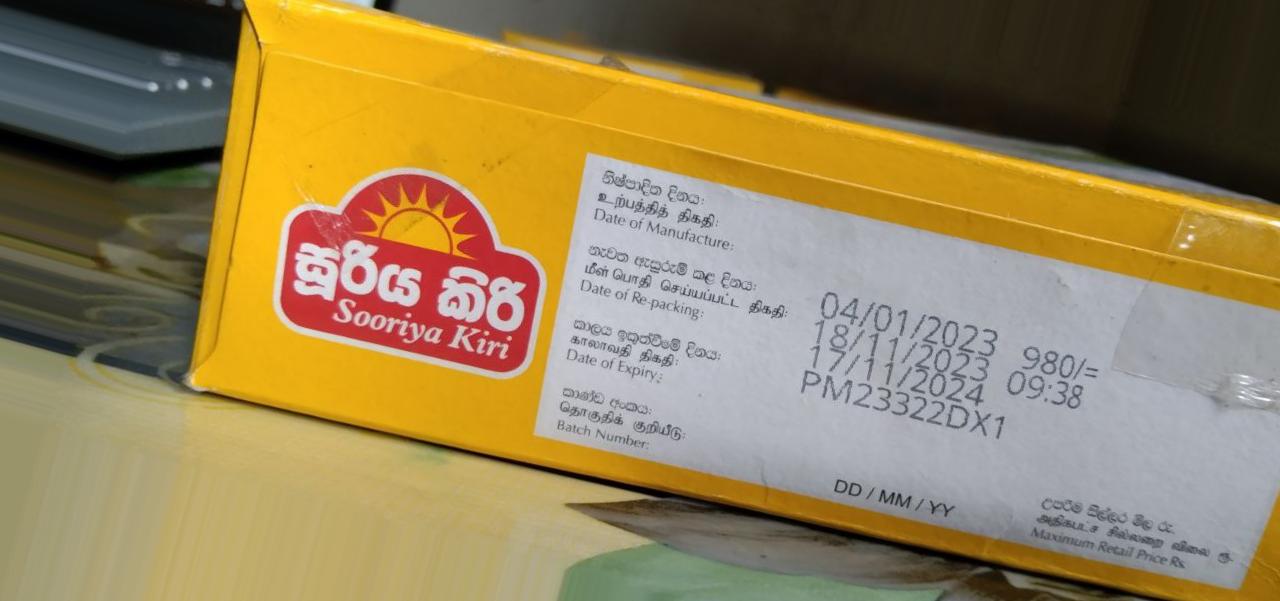 සූරිය කිරි
Sooriya Kiri
නිෂ්පාදිත දිනය:
உற்பத்தித் திகதி:
Date of Manufacture:
නැවත ඇසුරුම් කළ දිනය:
மீள் பொதி செய்யப்பட்ட திகதி:
Date of Re-packing:
කාලය ඉකුත්වීමේ දිනය:
காலாவதி திகதி:
Date of Expiry:
කාණ්ඩ අංකය:
தொகுதிக் குறியீடு:
Batch Number:
04/01/2023 980/=
18/11/2023 09:38
17/11/2024
PM23322DX1
DD / MM / YY
උපරිම සිල්ලර මිල රු.
அதிகபட்ச சில்லறை விலை ரூ.
Maximum Retail Price Rs.